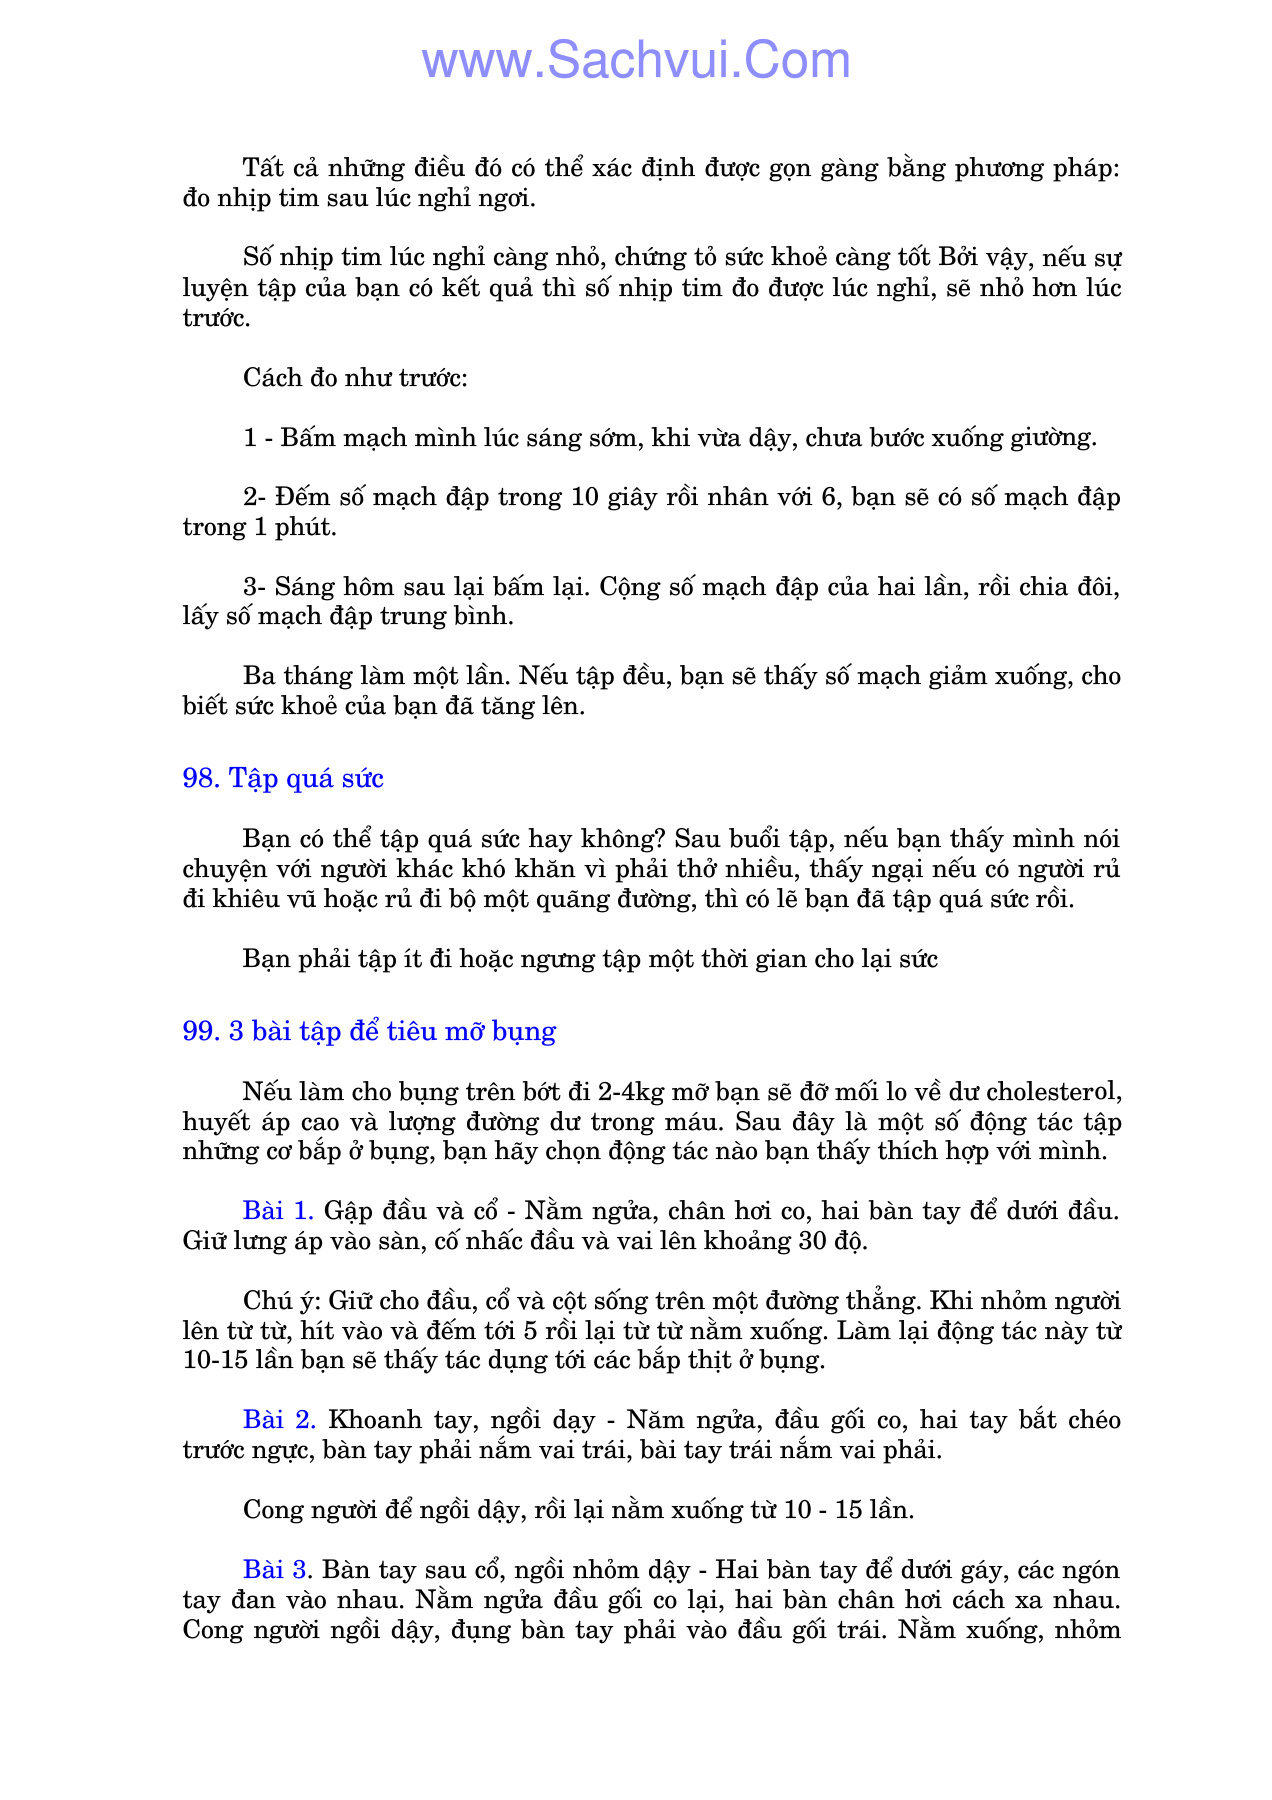 www.Sachvui.Com
Tất cả những điều đó có thể xác định được gọn gàng bằng phương pháp:
đo nhịp tim sau lúc nghỉ ngơi.
Số nhịp tim lúc nghỉ càng nhỏ, chứng tỏ sức khoẻ càng tốt Bởi vậy, nếu sự
luyện tập của bạn có kết quả thì số nhịp tim đo được lúc nghỉ, sẽ nhỏ hơn lúc
trước.
Cách đo như trước:
1 - Bấm mạch mình lúc sáng sớm, khi vừa dậy, chưa bước xuống giường.
2- Đếm số mạch đập trong 10 giây rồi nhân với 6, bạn sẽ có số mạch đập
trong 1 phút.
3- Sáng hôm sau lại bấm lại. Cộng số mạch đập của hai lần, rồi chia đôi,
lấy số mạch đập trung bình.
Ba tháng làm một lần. Nếu tập đều, bạn sẽ thấy số mạch giảm xuống, cho
biết sức khoẻ của bạn đã tăng lên.
98. Tập quá sức
Bạn có thể tập quá sức hay không? Sau buổi tập, nếu bạn thấy mình nói
chuyện với người khác khó khăn vì phải thở nhiều, thấy ngại nếu có người rủ
đi khiêu vũ hoặc rủ đi bộ một quãng đường, thì có lẽ bạn đã tập quá sức rồi.
Bạn phải tập ít đi hoặc ngưng tập một thời gian cho lại sức
99. 3 bài tập để tiêu mỡ bụng
Nếu làm cho bụng trên bớt đi 2-4kg mỡ bạn sẽ đỡ mối lo về dư cholesterol,
huyết áp cao và lượng đường dư trong máu. Sau đây là một số động tác tập
những cơ bắp ở bụng, bạn hãy chọn động tác nào bạn thấy thích hợp với mình.
Bài 1. Gập đầu và cổ - Nằm ngửa, chân hơi co, hai bàn tay để dưới đầu.
Giữ lưng áp vào sàn, cố nhấc đầu và vai lên khoảng 30 độ.
Chú ý: Giữ cho đầu, cổ và cột sống trên một đường thẳng. Khi nhỏm người
lên từ từ, hít vào và đếm tới 5 rồi lại từ từ nằm xuống. Làm lại động tác này từ
10-15 lần bạn sẽ thấy tác dụng tới các bắp thịt ở bụng.
Bài 2. Khoanh tay, ngồi dạy - Năm ngửa, đầu gối co, hai tay bắt chéo
trước ngực, bàn tay phải nắm vai trái, bài tay trái nắm vai phải.
Cong người để ngồi dậy, rồi lại nằm xuống từ 10 - 15 lần.
Bài 3. Bàn tay sau cổ, ngồi nhỏm dậy - Hai bàn tay để dưới gáy, các ngón
tay đan vào nhau. Nằm ngửa đầu gối co lại, hai bàn chân hơi cách xa nhau.
Cong người ngồi dậy, đụng bàn tay phải vào đầu gối trái. Nằm xuống, nhỏm